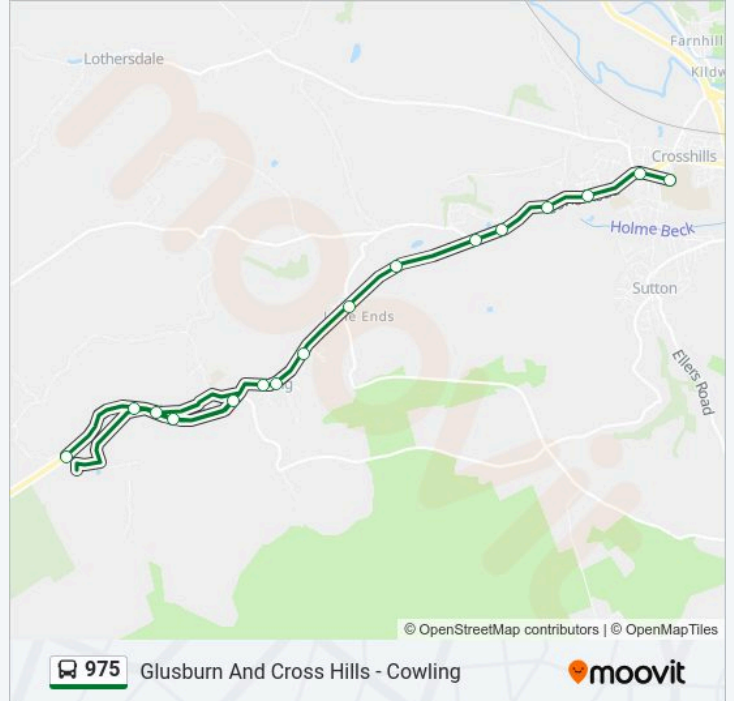 Farnhill
Lothersdale
Crosshills
Holme Beck
Sutton
Ends
Ellers Road
© OpenStreetMap contributors | © OpenMapTiles
975 Glusburn And Cross Hills - Cowling
moovit